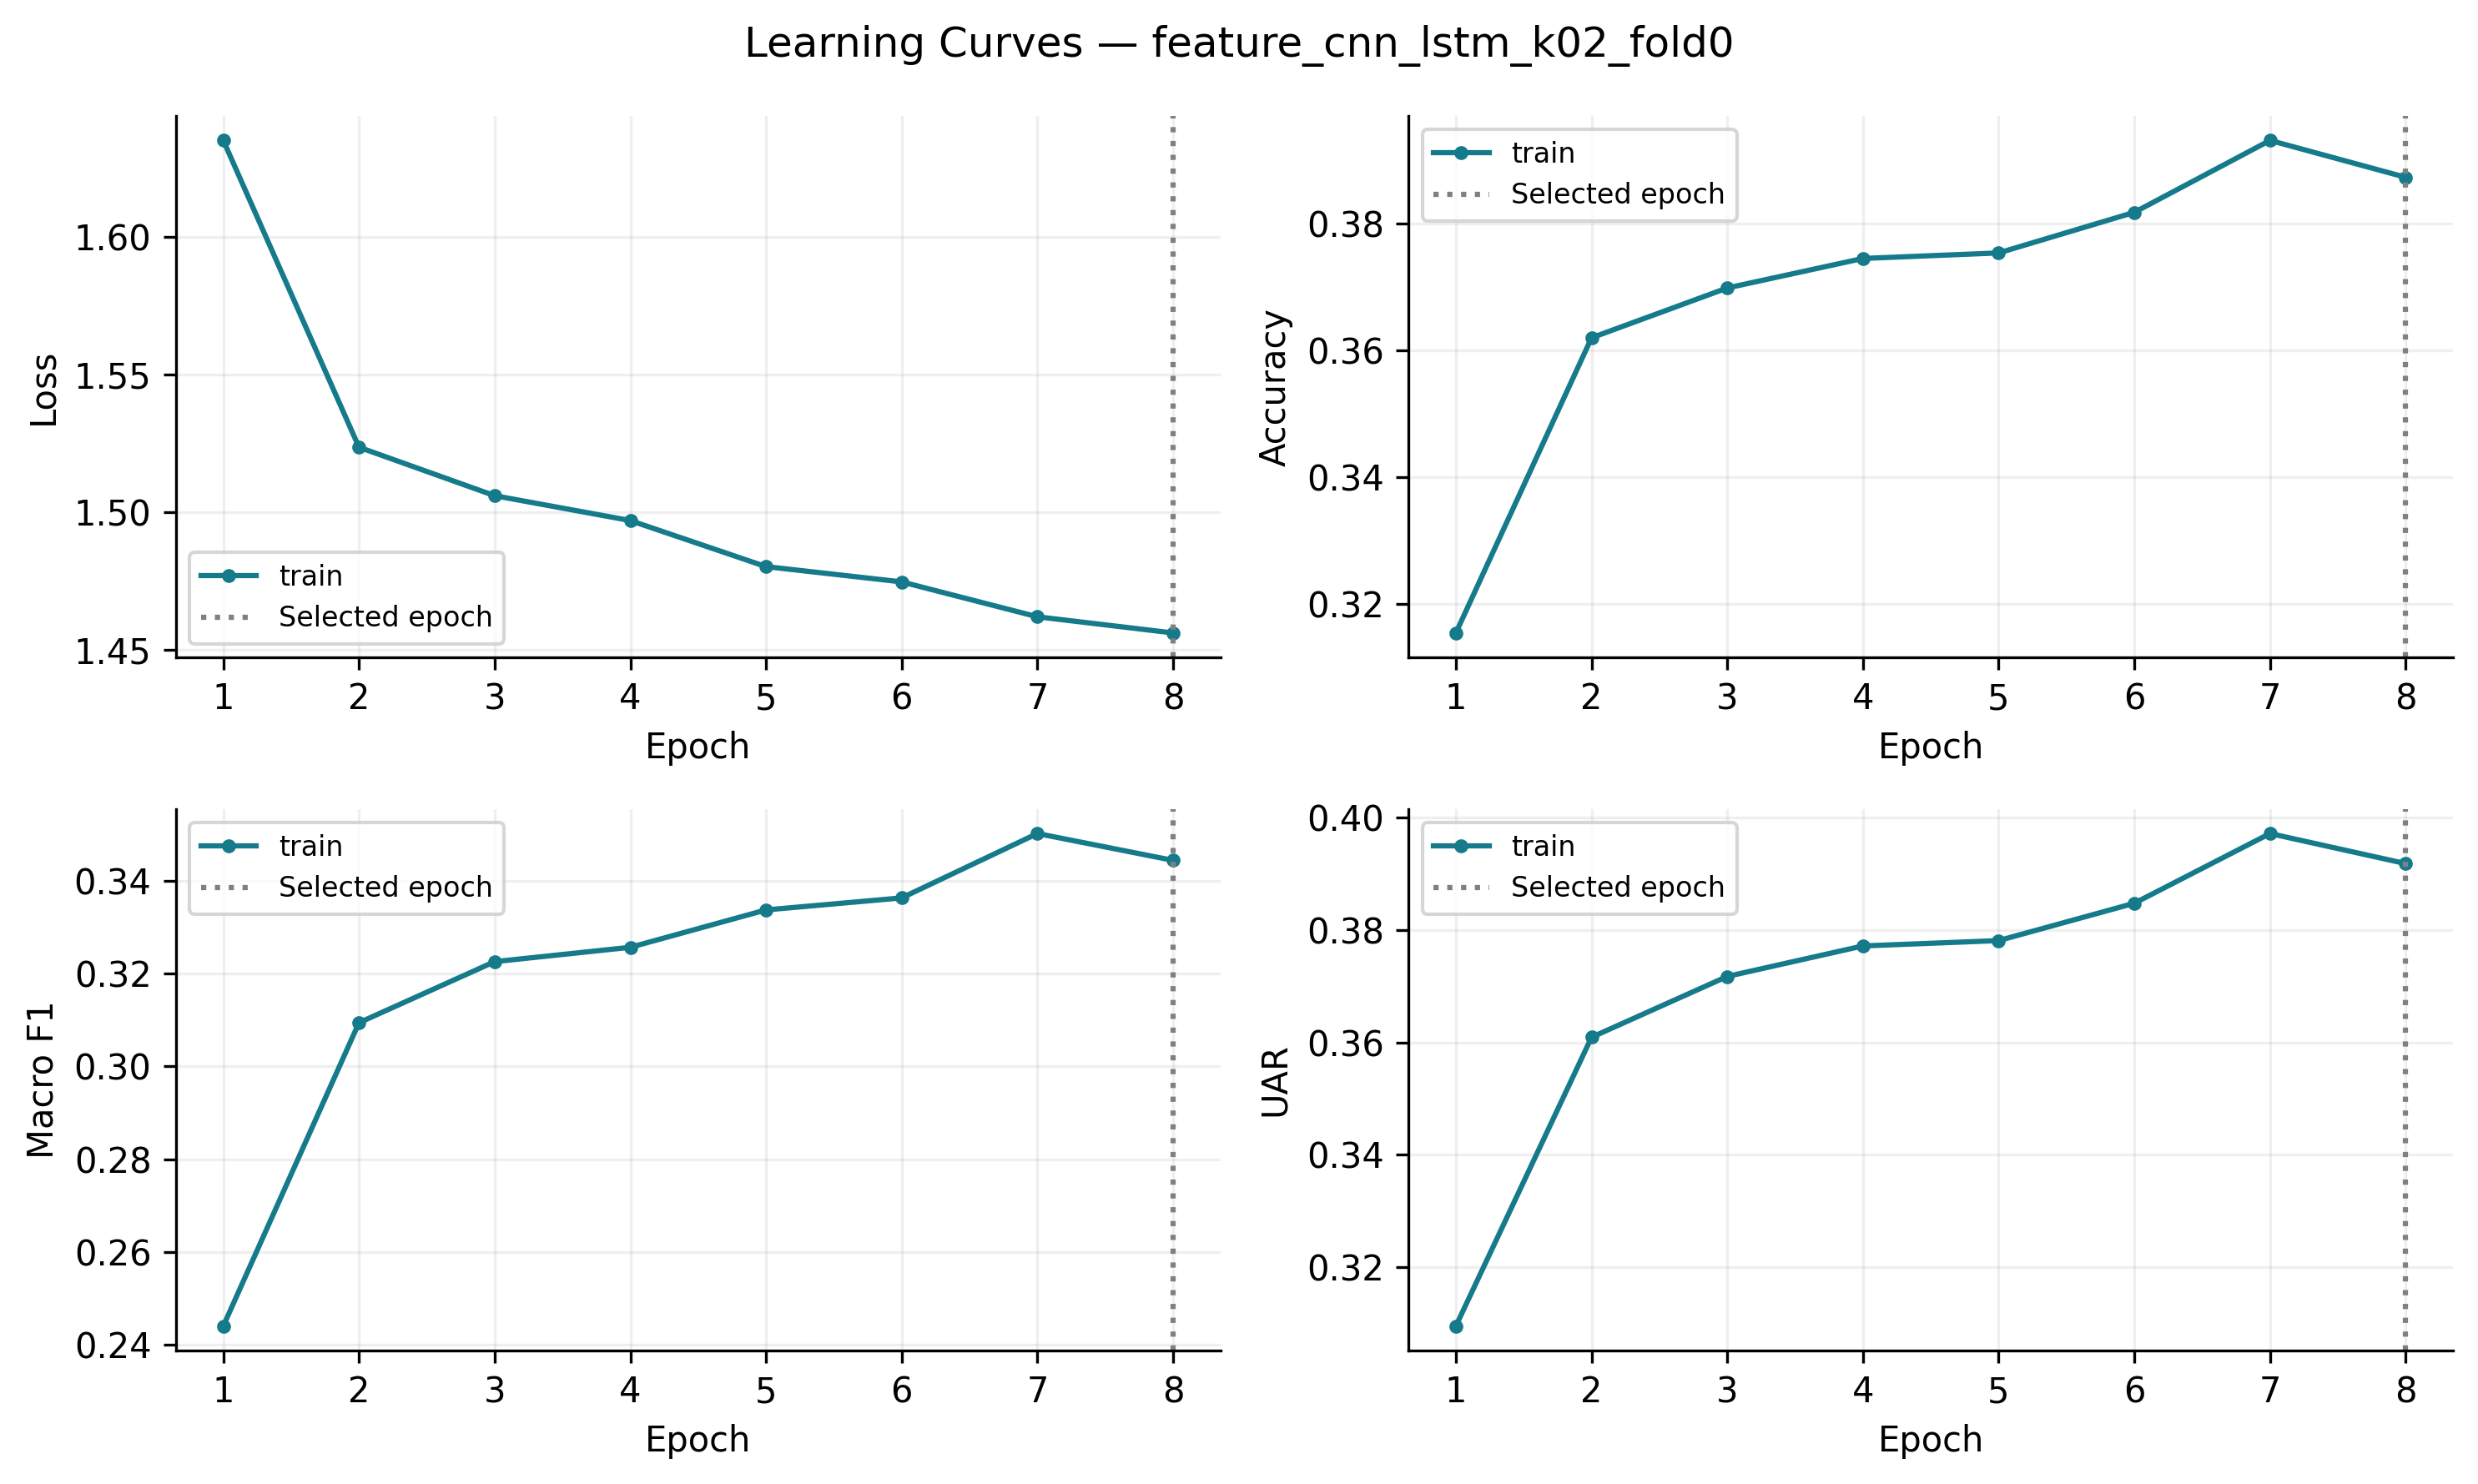 Learning Curves — feature_cnn_lstm_k02_fold0
Loss
1.60
1.55
1.50
1.45
train
Selected epoch
1 2 3 4 5 6 7 8
Epoch
Accuracy
0.38
0.36
0.34
0.32
train
Selected epoch
1 2 3 4 5 6 7 8
Epoch
Macro F1
0.34
0.32
0.30
0.28
0.26
0.24
train
Selected epoch
1 2 3 4 5 6 7 8
Epoch
UAR
0.40
0.38
0.36
0.34
0.32
train
Selected epoch
1 2 3 4 5 6 7 8
Epoch